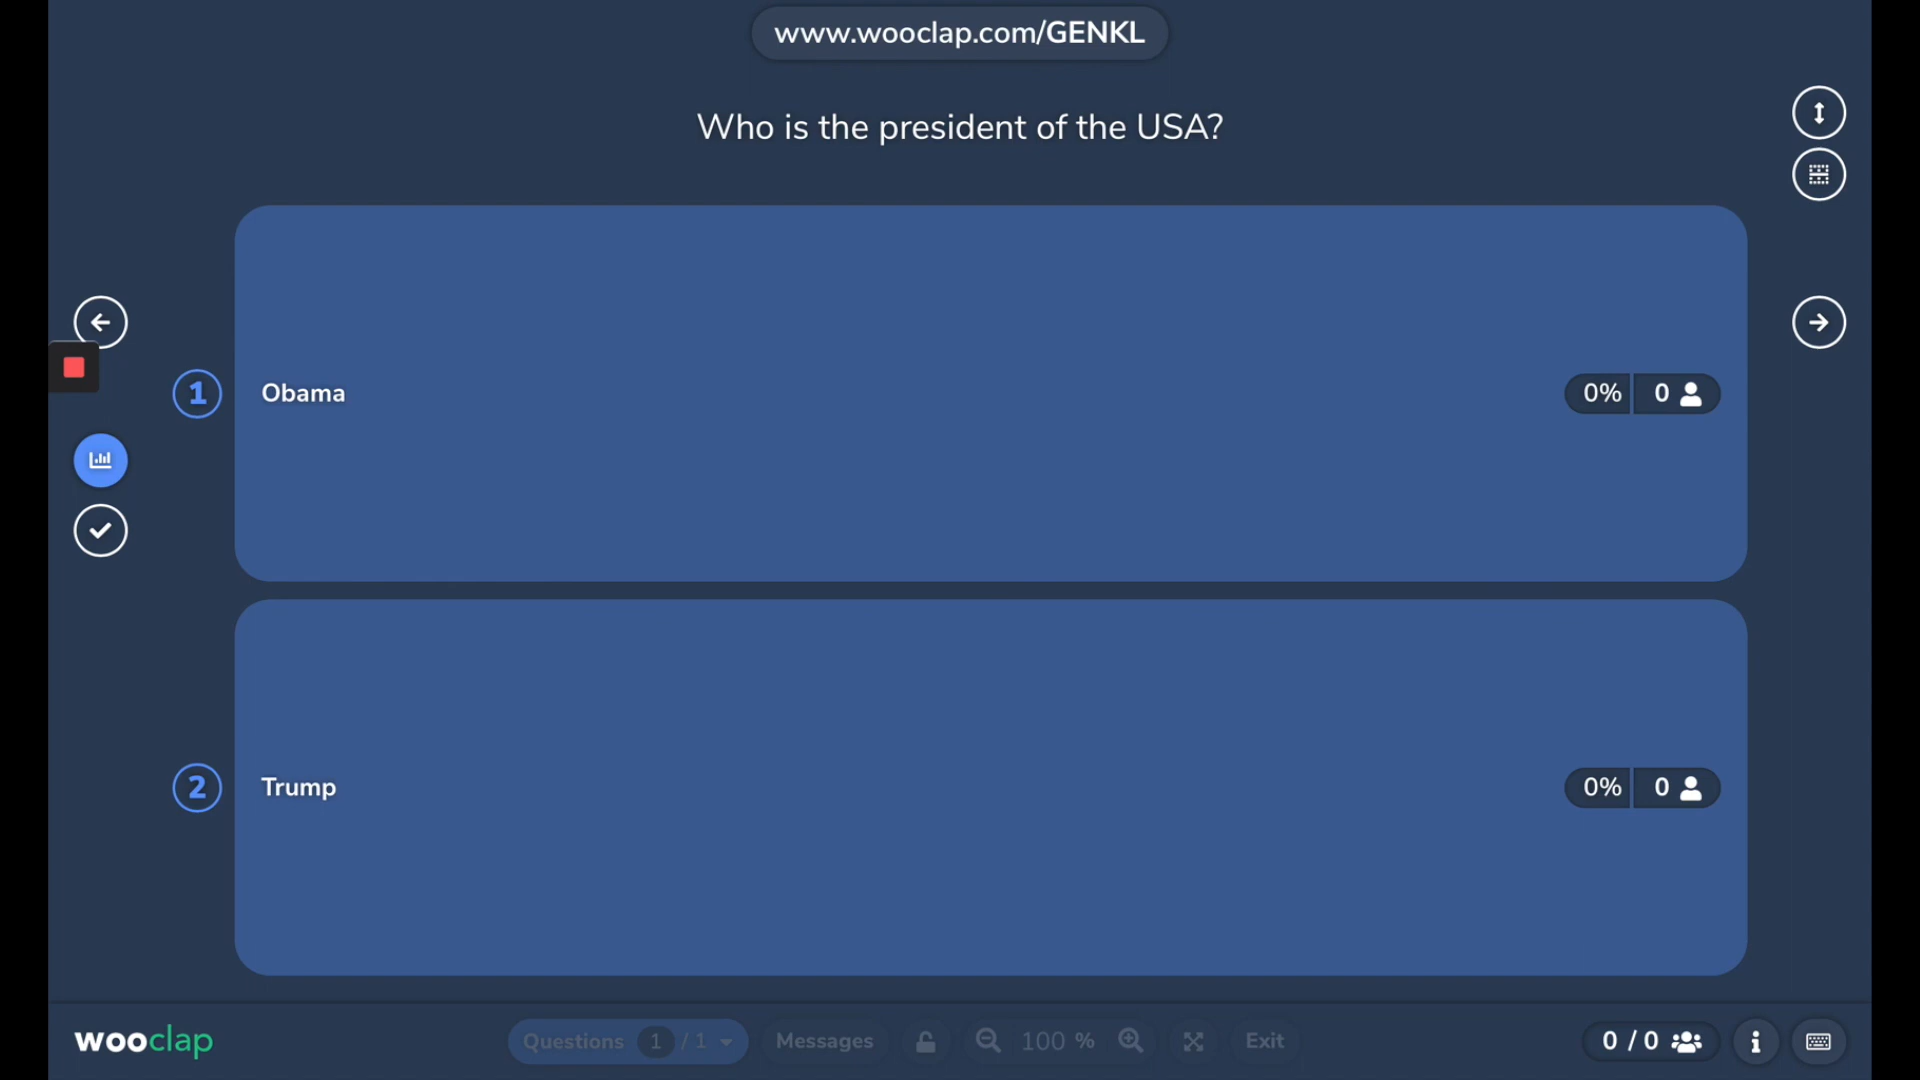 www.wooclap.com/GENKL
Who is the president of the USA?
1 Obama 0% 0
2 Trump 0% 0
wooclap Questions 1 / 1 Messages 100 % Exit 0 / 0